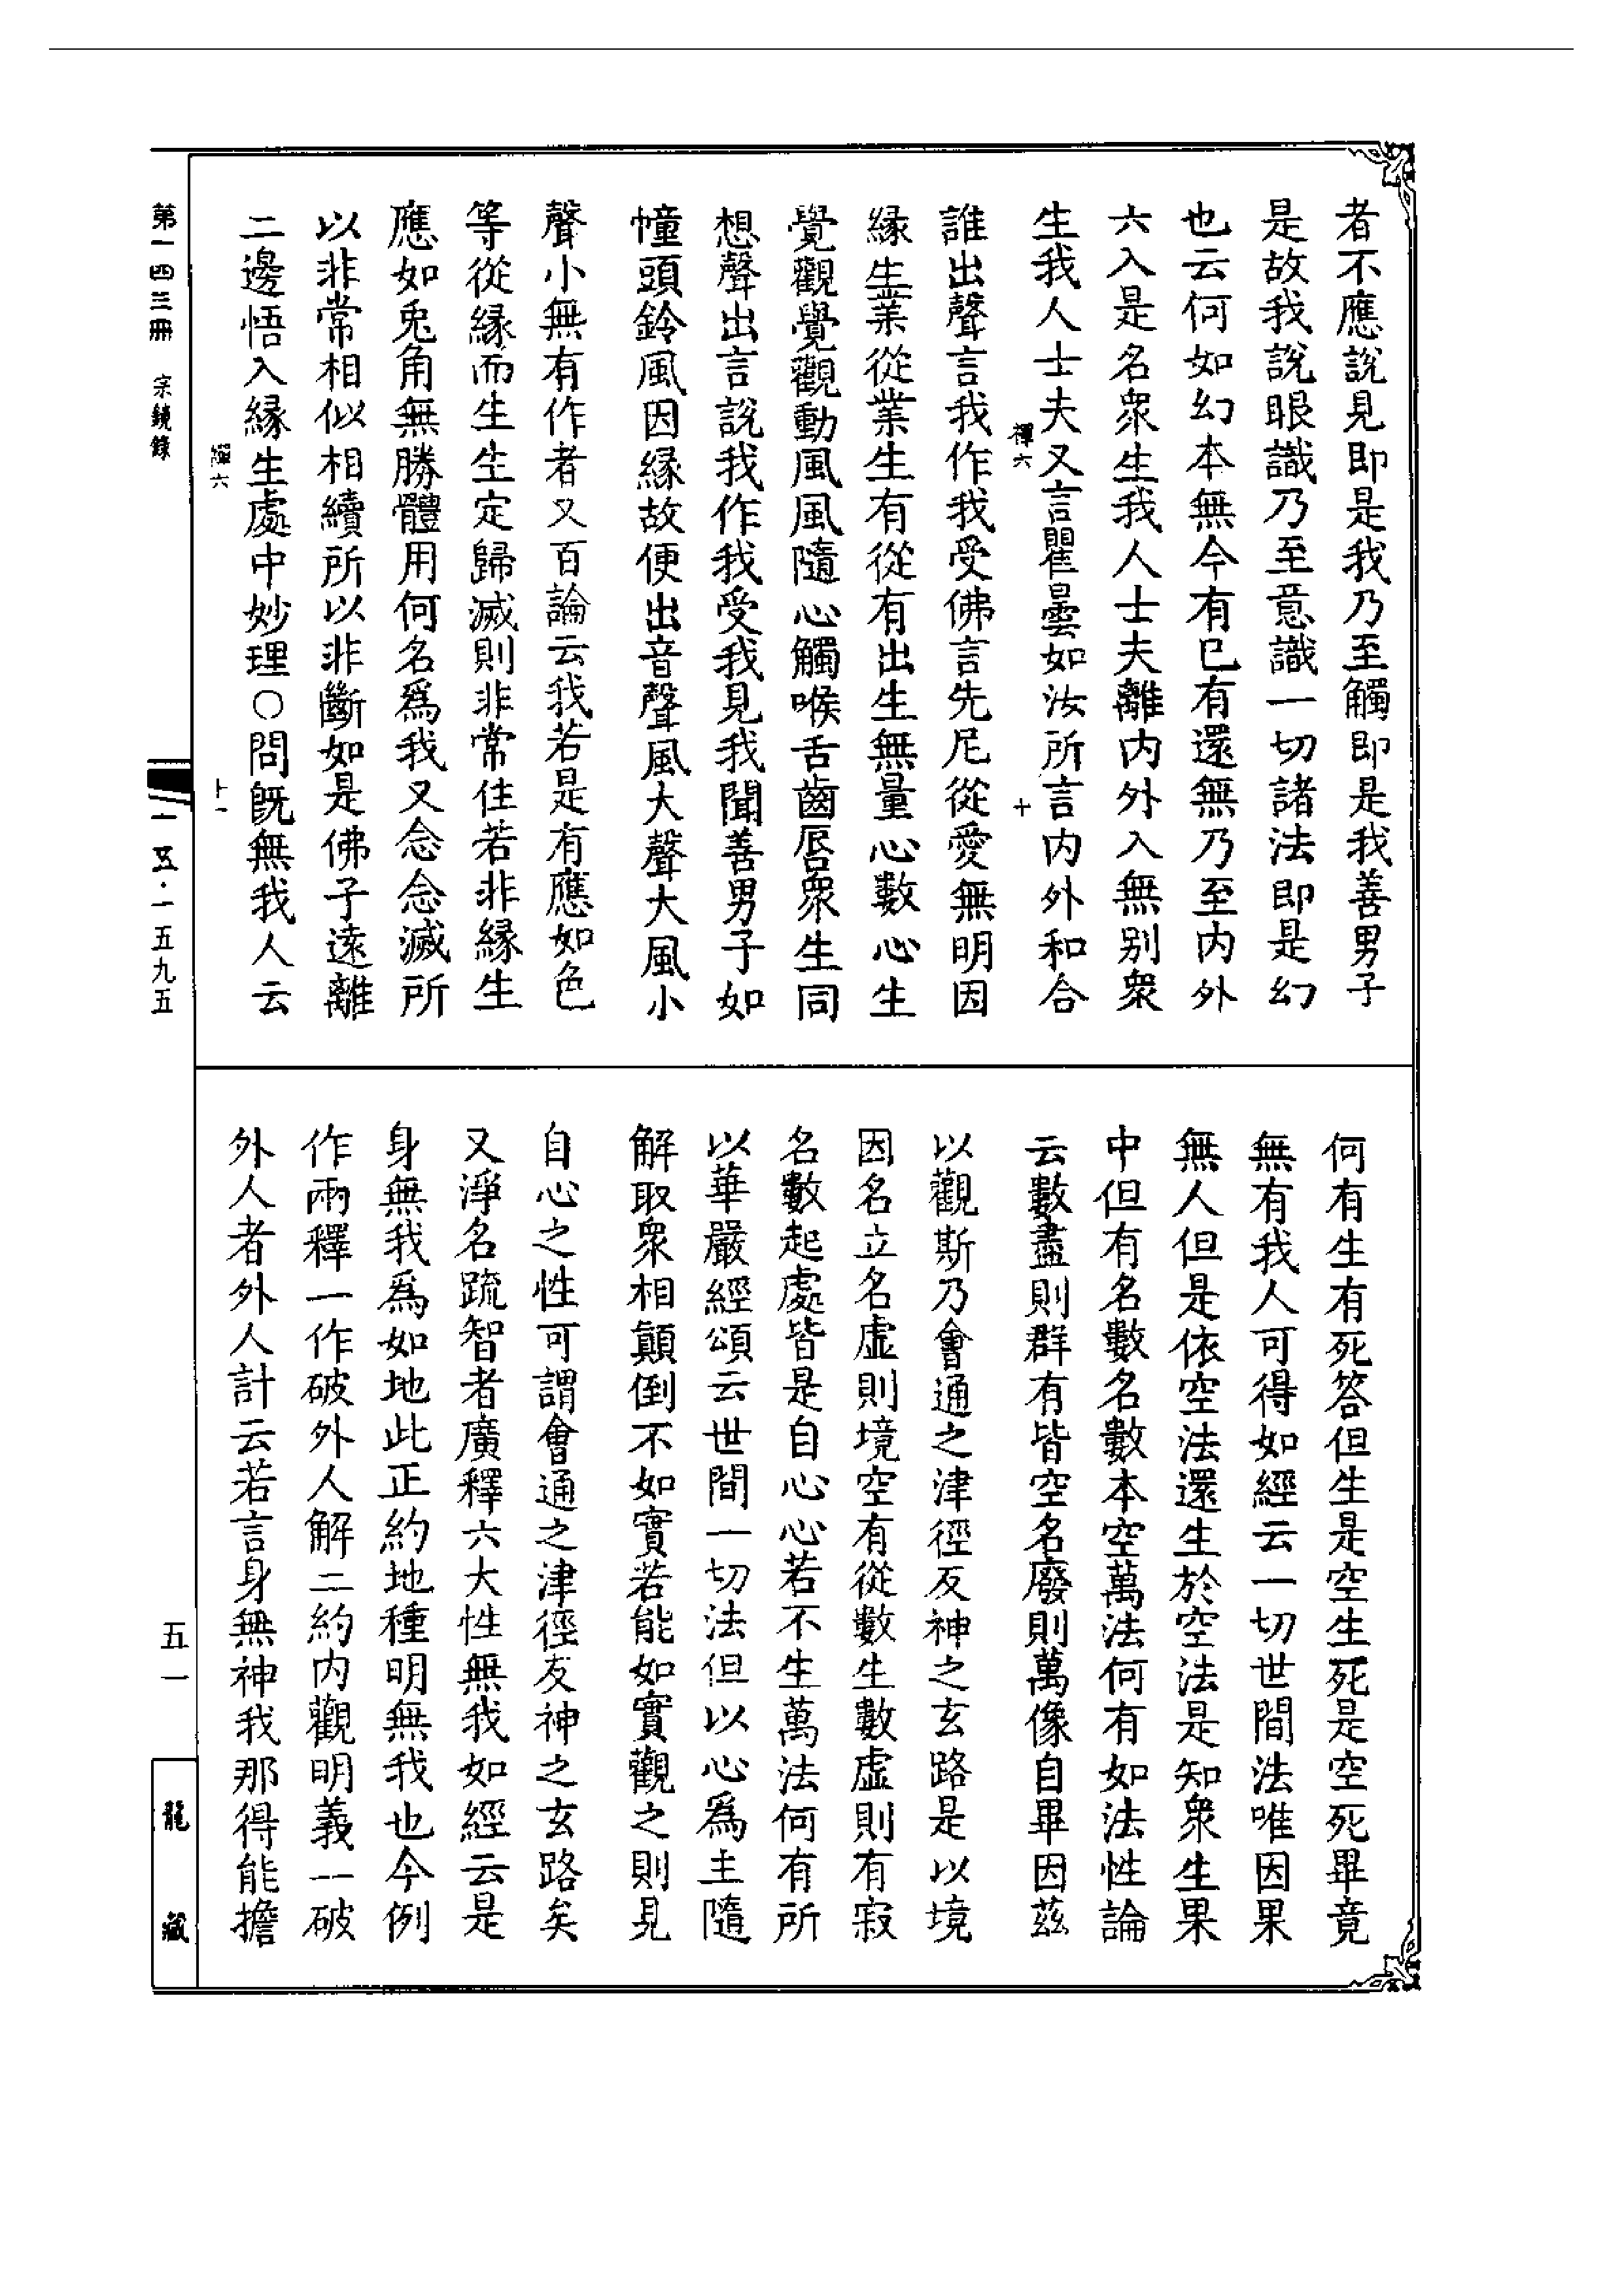 者不應說見即是我乃至觸即是我善男子
是故我說眼識乃至意識一切諸法即是幻
也云何如幻本無今有已有還無乃至内外
六入是名衆生我人士夫離内外入無别衆
生我人士夫又言瞿曇如汝所言内外和合
禪六
十
誰出聲言我作我受佛言先尼從愛無明因
緣生業從業生有從有出生無量心數心生
覺觀覺觀動風風隨心觸喉舌齒脣衆生同
想聲出言說我作我受我見我聞善男子如
幢頭鈴風因緣故便出音聲風大聲大風小
聲小無有作者又百論云我若是有應如色
等從緣而生生定歸滅則非常住若非緣生
應如兎角無勝體用何名爲我又念念滅所
以非常相似相續所以非斷如是佛子遠離
二邊悟入緣生處中妙理○問旣無我人云
禪六
十一
何有生有死答但生是空生死是空死畢竟
無有我人可得如經云一切世間法唯因果
無人但是依空法還生於空法是知衆生果
中但有名數名數本空萬法何有如法性論
云數盡則群有皆空名廢則萬像自畢因茲
以觀斯乃會通之津徑反神之玄路是以境
因名立名虛則境空有從數生數虛則有寂
名數起處皆是自心心若不生萬法何有所
以華嚴經頌云世間一切法但以心爲主隨
解取衆相顛倒不如實若能如實觀之則見
自心之性可謂會通之津徑反神之玄路矣
又淨名疏智者廣釋六大性無我如經云是
身無我爲如地此正約地種明無我也今例
作兩釋一作破外人解二約内觀明義一破
外人者外人計云若言身無神我那得能擔
第一四三冊 宗鏡錄
一五·一五九五
五一
龍藏